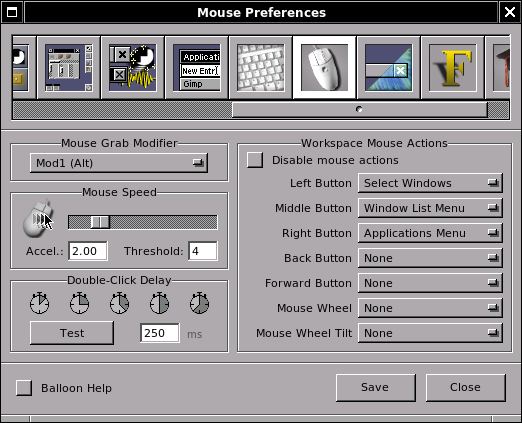 Mouse Preferences
Applicati
New Entr
Gimp
F
Mouse Grab Modifier
Mod1 (Alt)
Mouse Speed
Accel.: 2.00 Threshold: 4
Double-Click Delay
Test 250 ms
Workspace Mouse Actions
Disable mouse actions
Left Button Select Windows
Middle Button Window List Menu
Right Button Applications Menu
Back Button None
Forward Button None
Mouse Wheel None
Mouse Wheel Tilt None
Balloon Help
Save Close